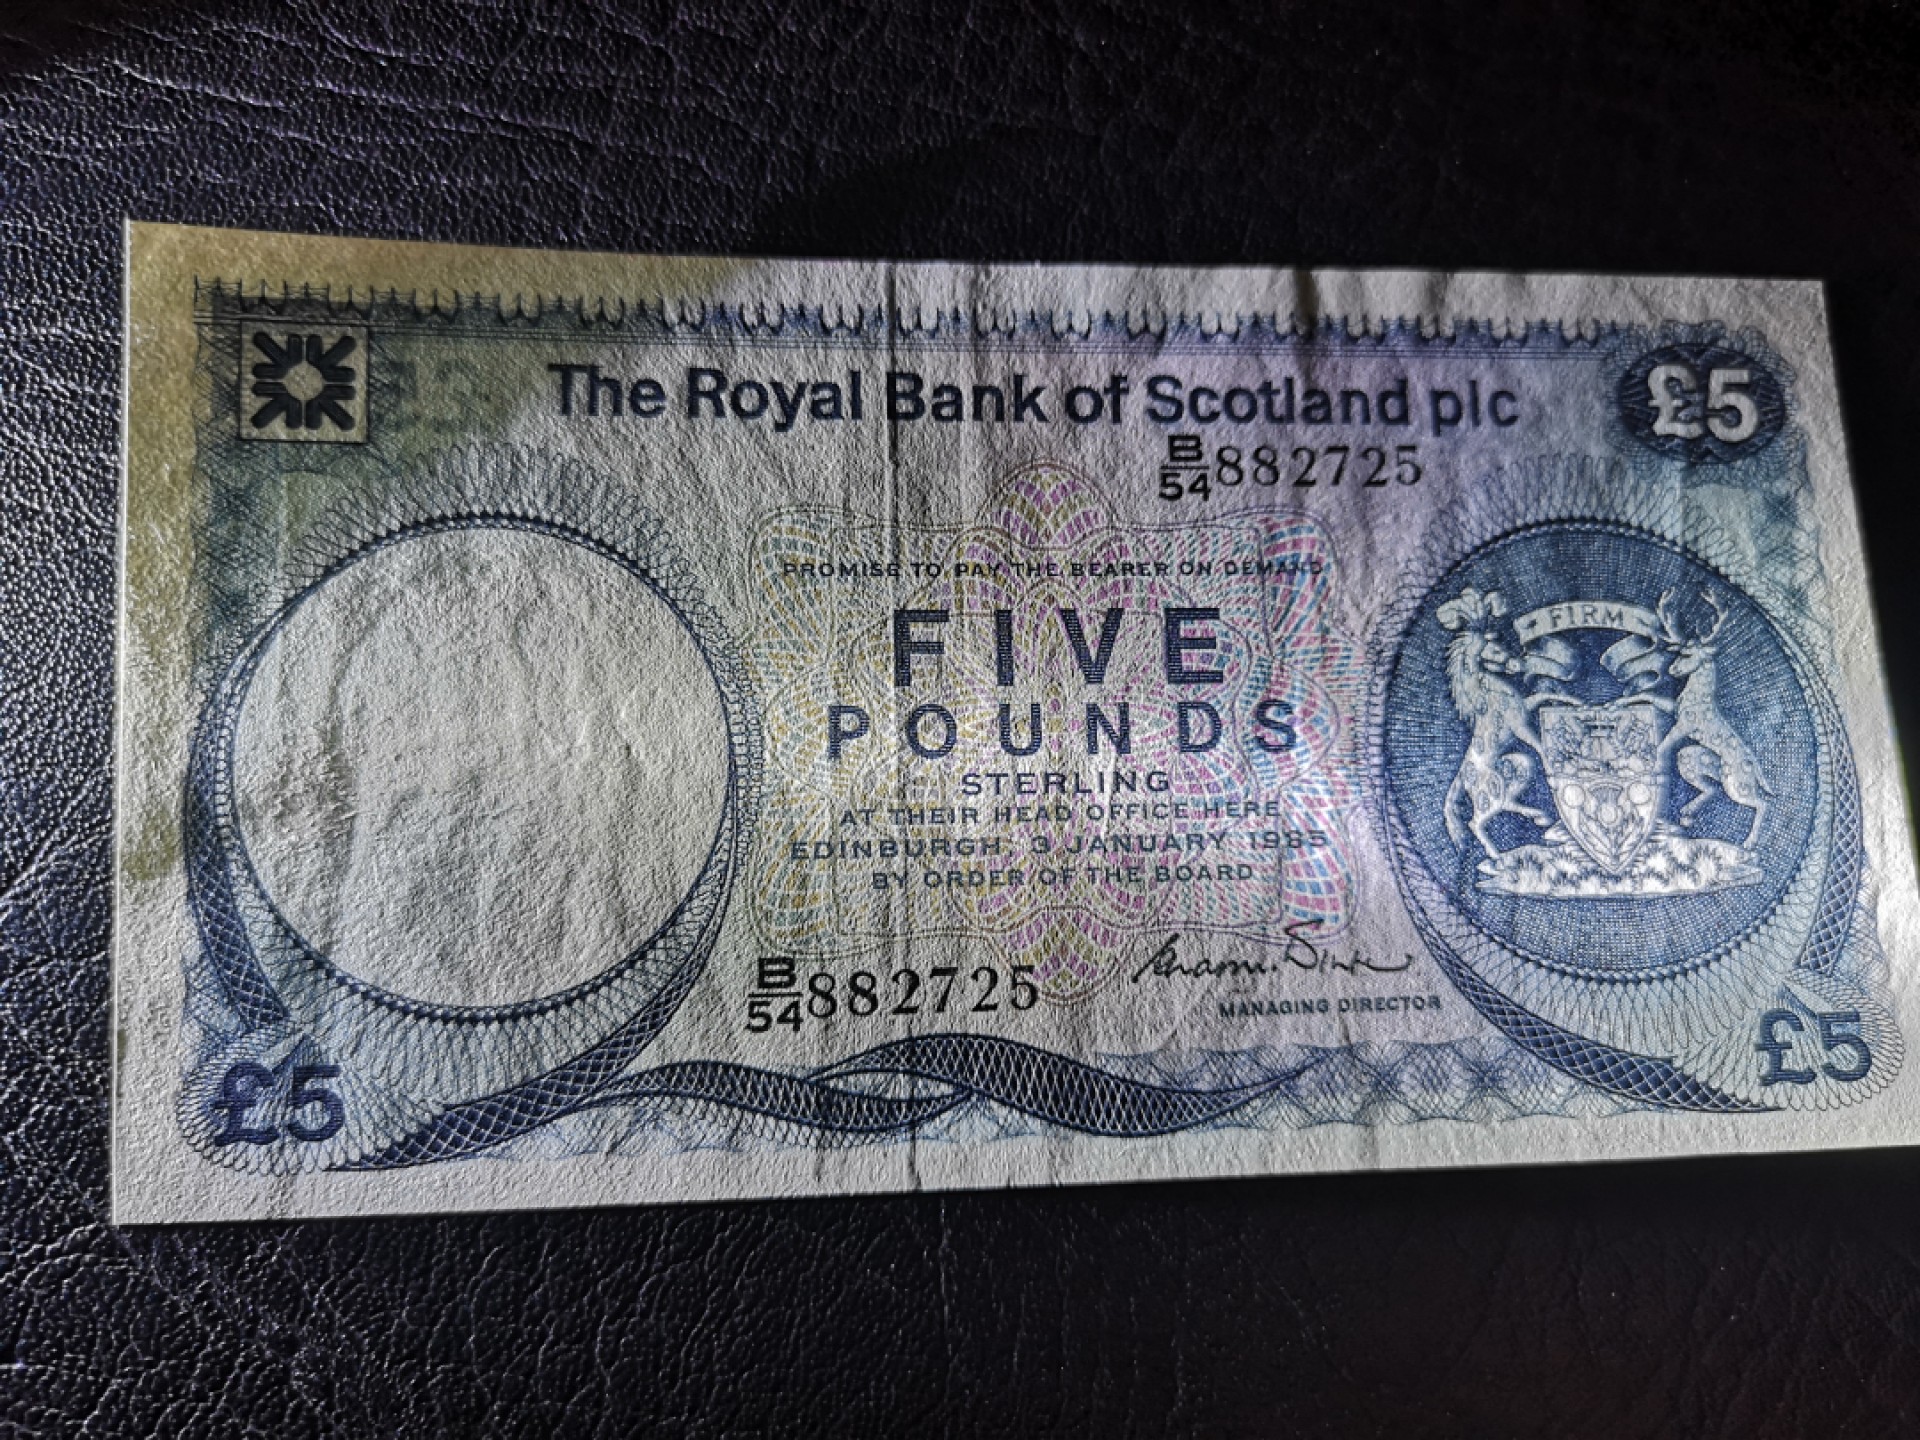 The Royal Bank of Scotland plc
£5
B/54 882725
PROMISE TO PAY THE BEARER ON DEMAND
FIVE
POUNDS
STERLING
AT THEIR HEAD OFFICE HERE
EDINBURGH, 3 JANUARY 1985
BY ORDER OF THE BOARD
FIRM
B/54 882725
MANAGING DIRECTOR
£5
£5